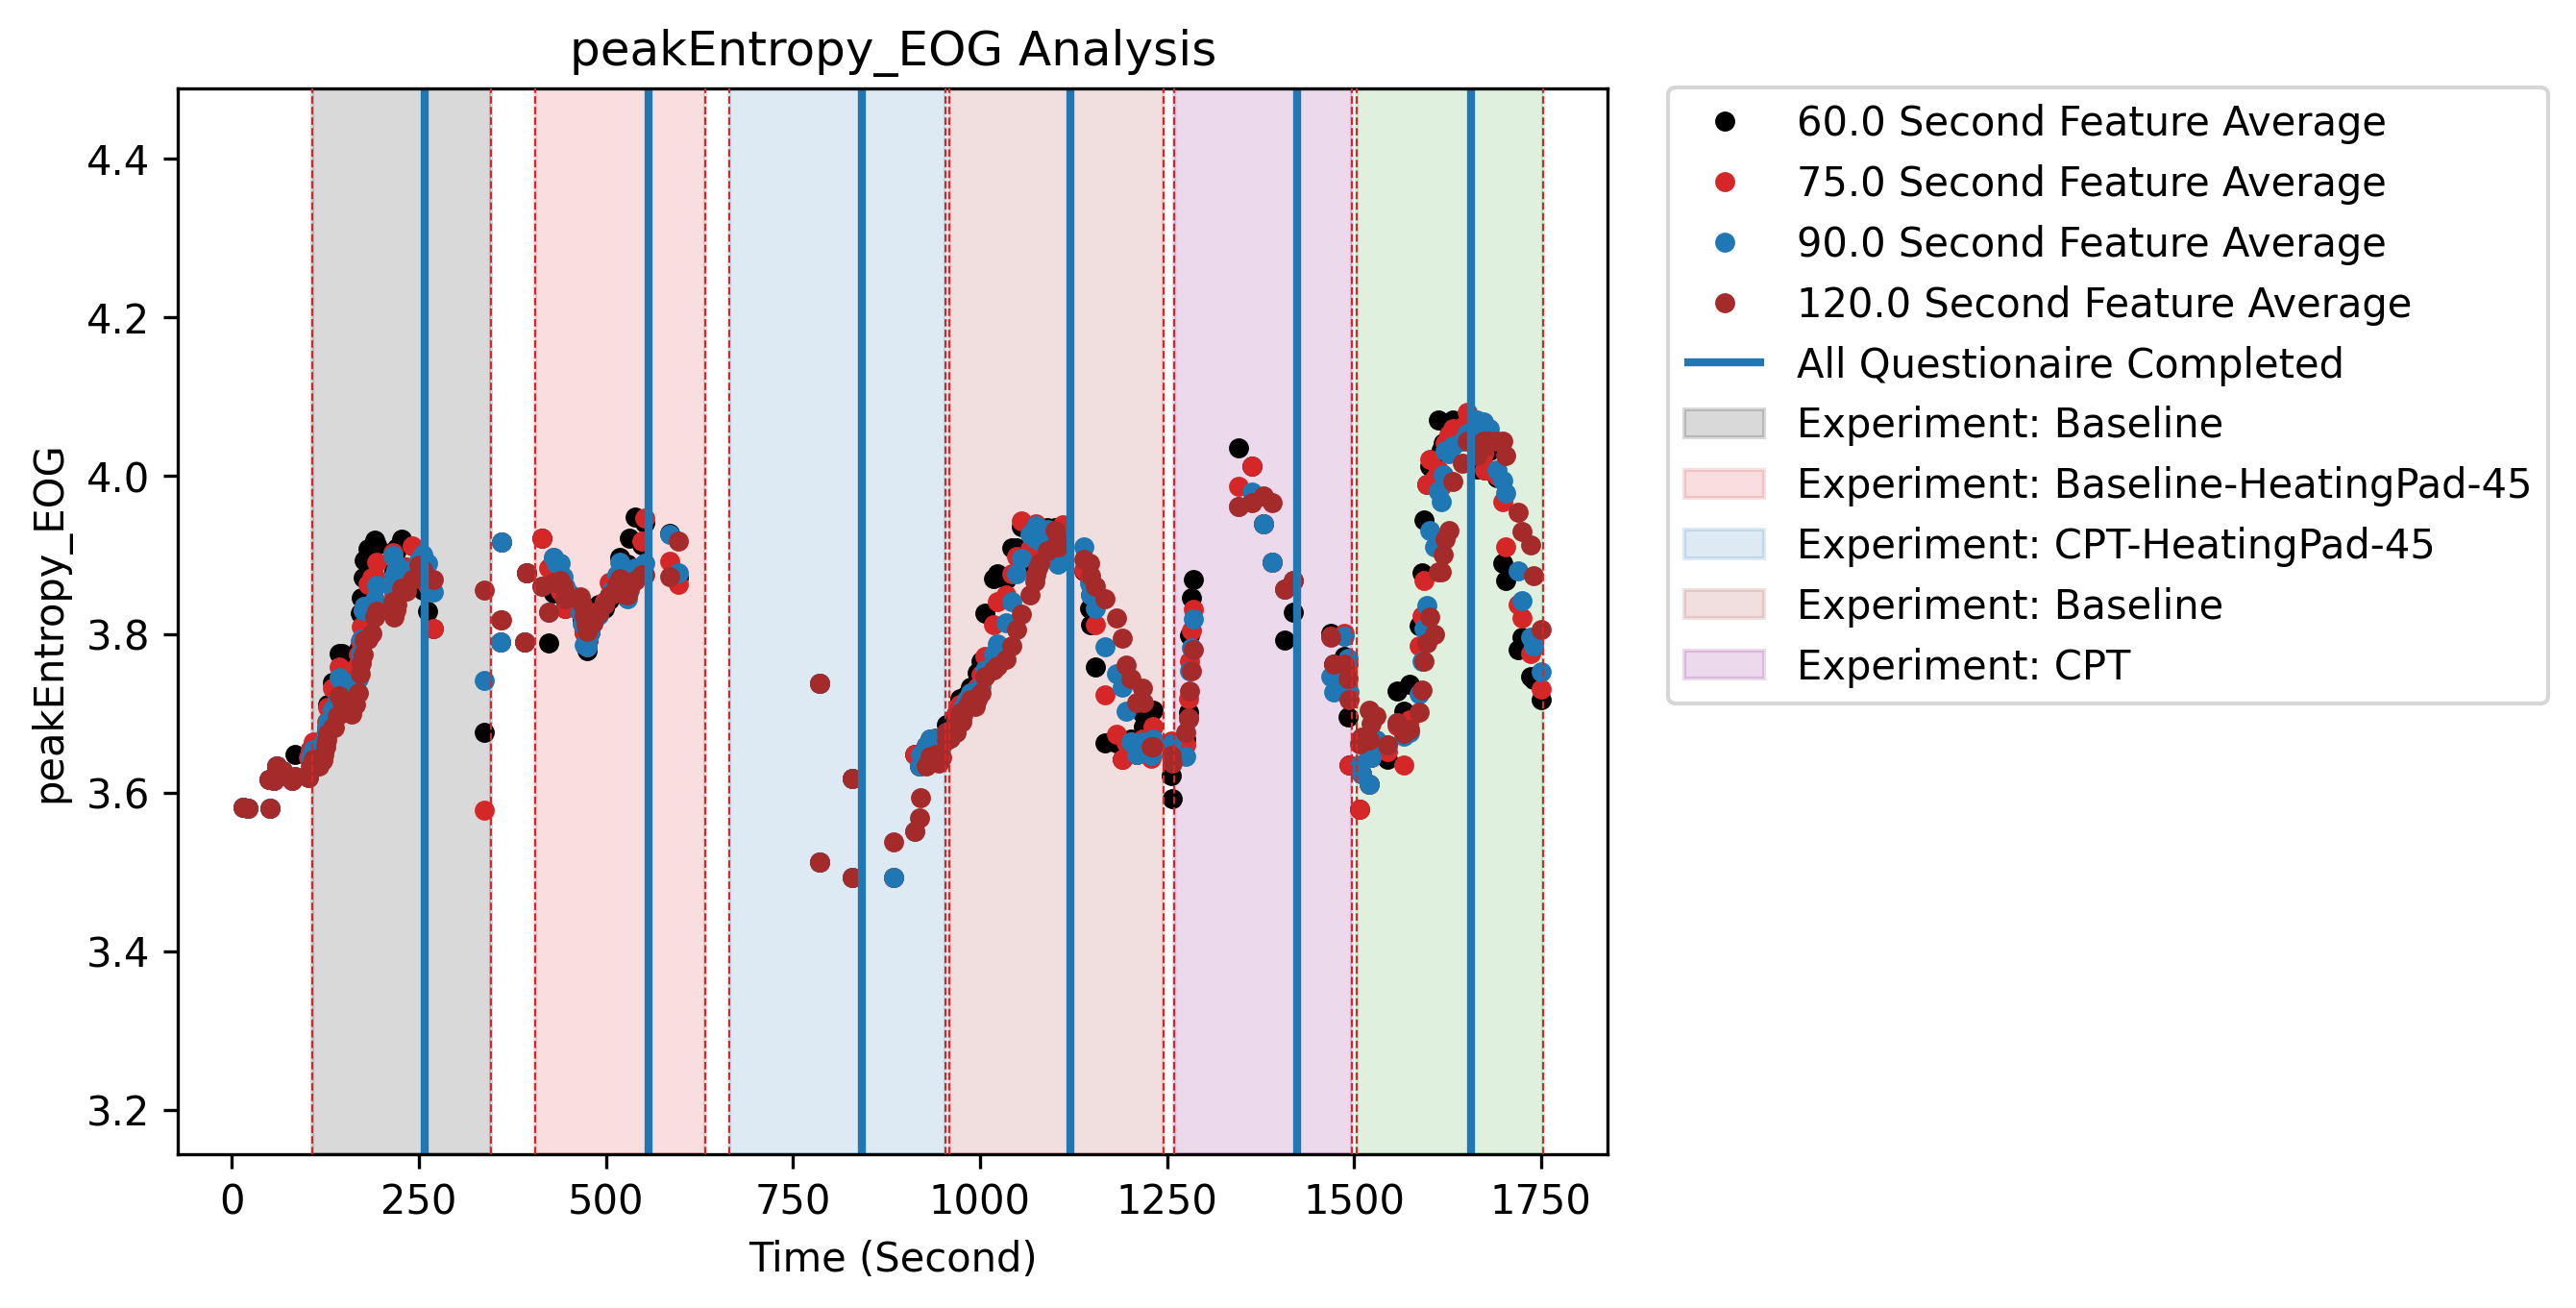 peakEntropy_EOG Analysis
60.0 Second Feature Average
75.0 Second Feature Average
90.0 Second Feature Average
120.0 Second Feature Average
All Questionaire Completed
Experiment: Baseline
Experiment: Baseline-HeatingPad-45
Experiment: CPT-HeatingPad-45
Experiment: Baseline
Experiment: CPT
peakEntropy_EOG
4.4
4.2
4.0
3.8
3.6
3.4
3.2
0 250 500 750 1000 1250 1500 1750
Time (Second)